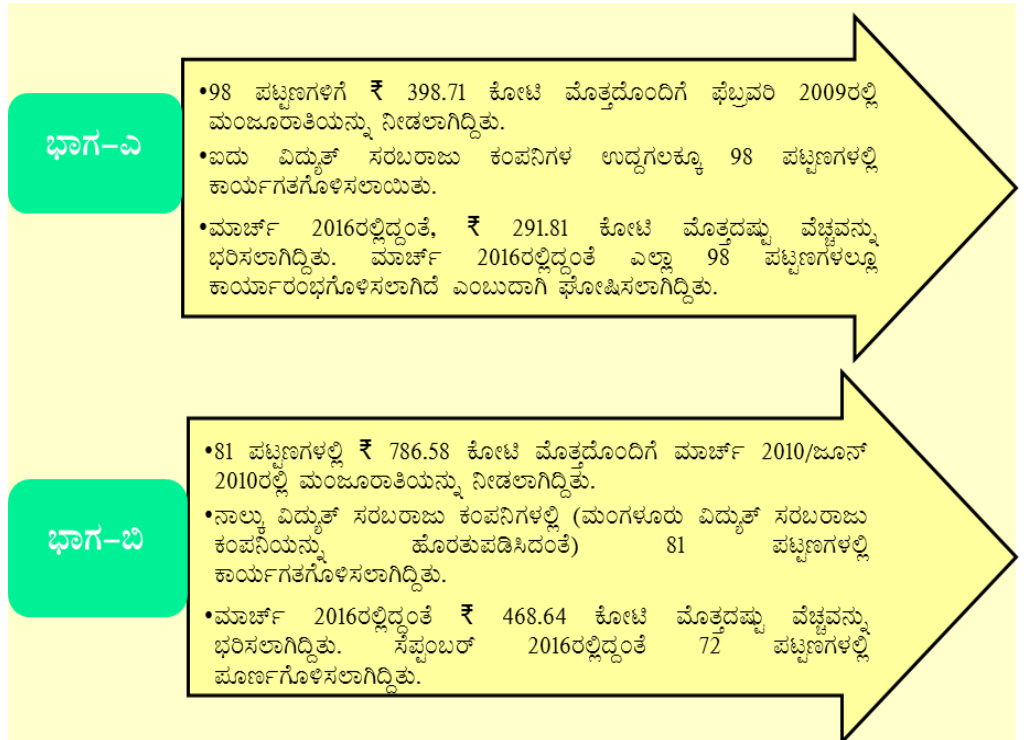 ಭಾಗ–ಎ
•98 ಪಟ್ಟಣಗಳಿಗೆ ₹ 398.71 ಕೋಟಿ ಮೊತ್ತದೊಂದಿಗೆ ಫೆಬ್ರವರಿ 2009ರಲ್ಲಿ
ಮಂಜೂರಾತಿಯನ್ನು ನೀಡಲಾಗಿದ್ದಿತು.
•ಐದು ವಿದ್ಯುತ್ ಸರಬರಾಜು ಕಂಪನಿಗಳ ಉದ್ದಗಲಕ್ಕೂ 98 ಪಟ್ಟಣಗಳಲ್ಲಿ
ಕಾರ್ಯಗತಗೊಳಿಸಲಾಯಿತು.
•ಮಾರ್ಚ್ 2016ರಲ್ಲಿದ್ದಂತೆ, ₹ 291.81 ಕೋಟಿ ಮೊತ್ತದಷ್ಟು ವೆಚ್ಚವನ್ನು
ಭರಿಸಲಾಗಿದ್ದಿತು. ಮಾರ್ಚ್ 2016ರಲ್ಲಿದ್ದಂತೆ ಎಲ್ಲಾ 98 ಪಟ್ಟಣಗಳಲ್ಲೂ
ಕಾರ್ಯಾರಂಭಗೊಳಿಸಲಾಗಿದೆ ಎಂಬುದಾಗಿ ಘೋಷಿಸಲಾಗಿದ್ದಿತು.
ಭಾಗ–ಬಿ
•81 ಪಟ್ಟಣಗಳಲ್ಲಿ ₹ 786.58 ಕೋಟಿ ಮೊತ್ತದೊಂದಿಗೆ ಮಾರ್ಚ್ 2010/ಜೂನ್
2010ರಲ್ಲಿ ಮಂಜೂರಾತಿಯನ್ನು ನೀಡಲಾಗಿದ್ದಿತು.
•ನಾಲ್ಕು ವಿದ್ಯುತ್ ಸರಬರಾಜು ಕಂಪನಿಗಳಲ್ಲಿ (ಮಂಗಳೂರು ವಿದ್ಯುತ್ ಸರಬರಾಜು
ಕಂಪನಿಯನ್ನು ಹೊರತುಪಡಿಸಿದಂತೆ) 81 ಪಟ್ಟಣಗಳಲ್ಲಿ
ಕಾರ್ಯಗತಗೊಳಿಸಲಾಗಿದ್ದಿತು.
•ಮಾರ್ಚ್ 2016ರಲ್ಲಿದ್ದಂತೆ ₹ 468.64 ಕೋಟಿ ಮೊತ್ತದಷ್ಟು ವೆಚ್ಚವನ್ನು
ಭರಿಸಲಾಗಿದ್ದಿತು. ಸೆಪ್ಟಂಬರ್ 2016ರಲ್ಲಿದ್ದಂತೆ 72 ಪಟ್ಟಣಗಳಲ್ಲಿ
ಪೂರ್ಣಗೊಳಿಸಲಾಗಿದ್ದಿತು.